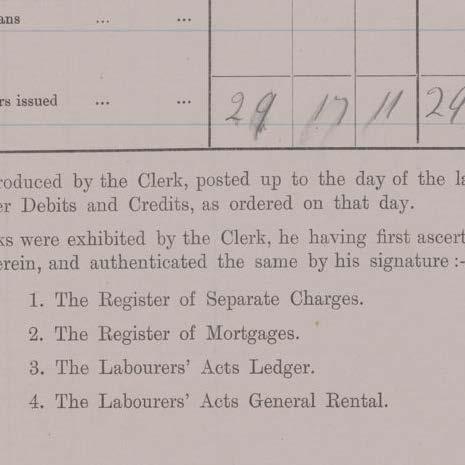 ans ... ...
rs issued ... ... 29 17 11 29
roduced by the Clerk, posted up to the day of the la
er Debits and Credits, as ordered on that day.
ks were exhibited by the Clerk, he having first ascert
erein, and authenticated the same by his signature :-
1. The Register of Separate Charges.
2. The Register of Mortgages.
3. The Labourers' Acts Ledger.
4. The Labourers' Acts General Rental.